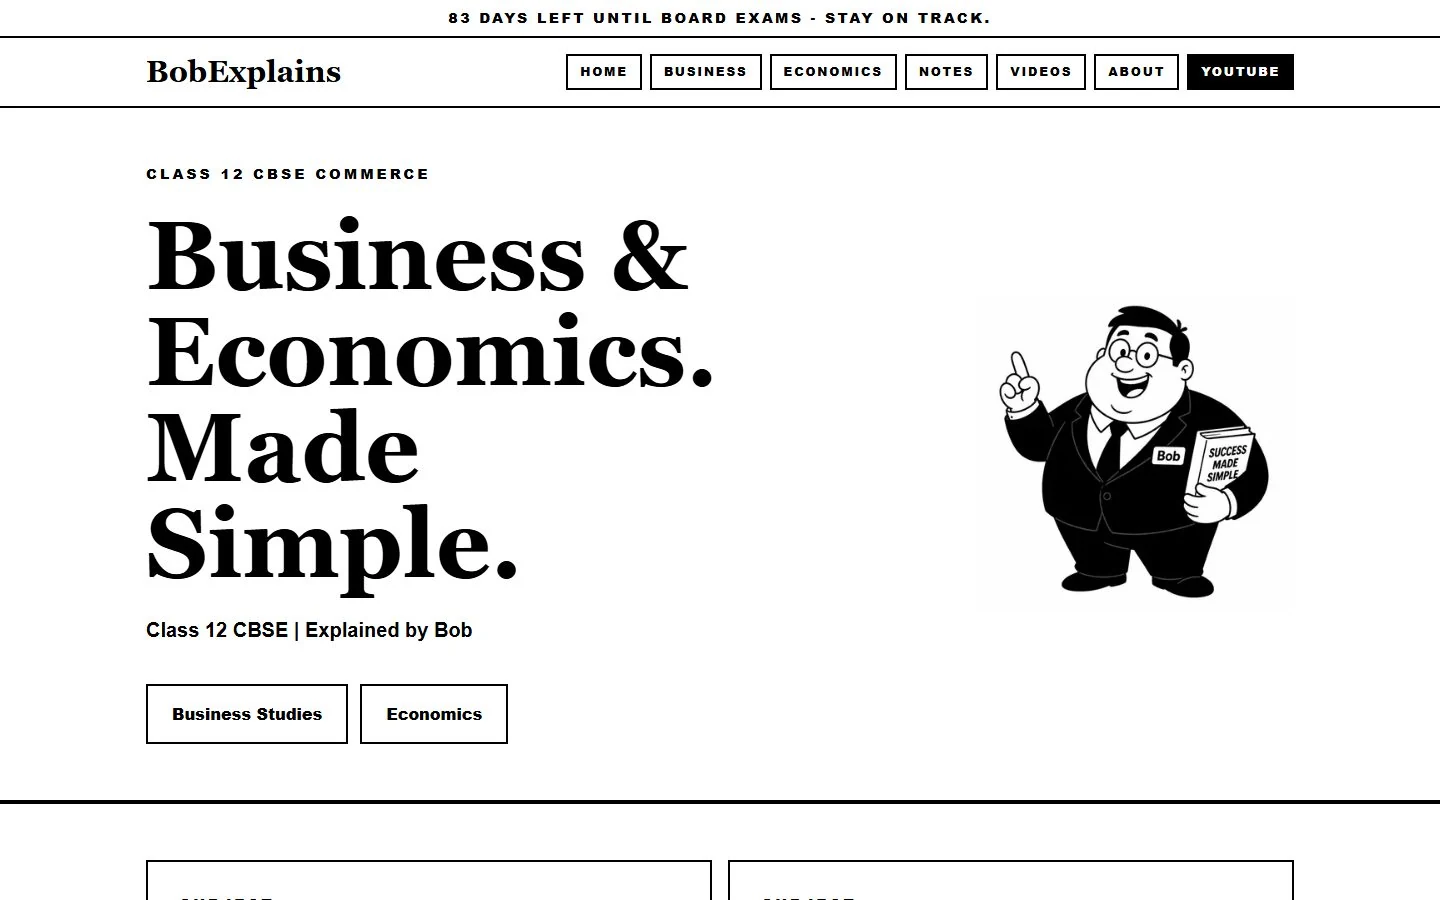 83 DAYS LEFT UNTIL BOARD EXAMS - STAY ON TRACK.
BobExplains
HOME
BUSINESS
ECONOMICS
NOTES
VIDEOS
ABOUT
YOUTUBE
CLASS 12 CBSE COMMERCE
Business &
Economics.
Made
Simple.
Bob
SUCCESS
MADE
SIMPLE
Class 12 CBSE | Explained by Bob
Business Studies
Economics